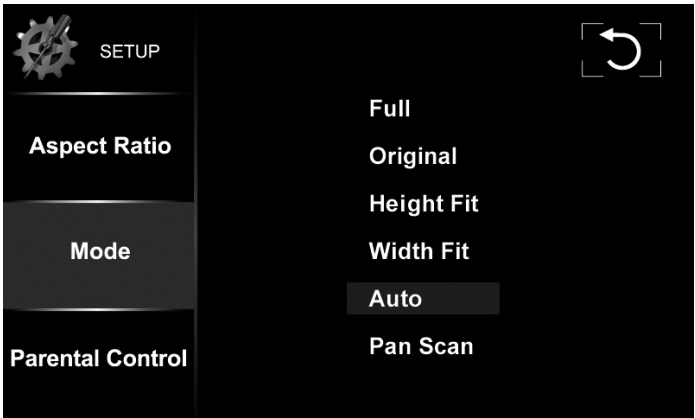 SETUP
Aspect Ratio
Mode
Parental Control
Full
Original
Height Fit
Width Fit
Auto
Pan Scan